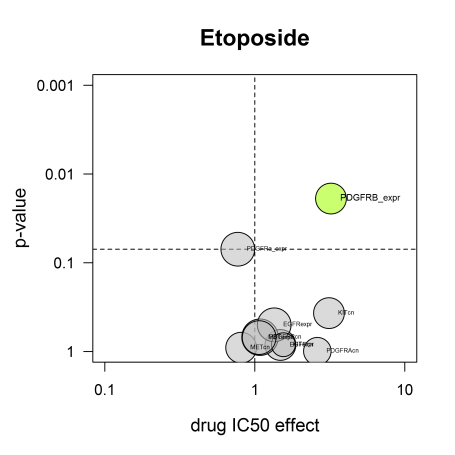 Etoposide
p-value
0.001
0.01
0.1
1
PDGFRB_expr
PDGFRa_expr
KITcn
EGFRexpr
METcn
PDGFRAcn
0.1
1
10
drug IC50 effect